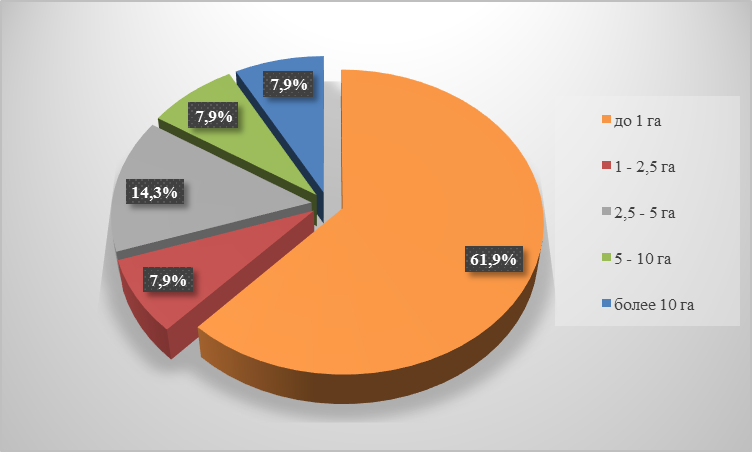 7,9%
7,9%
14,3%
7,9%
61,9%
до 1 га
1 - 2,5 га
2,5 - 5 га
5 - 10 га
более 10 га